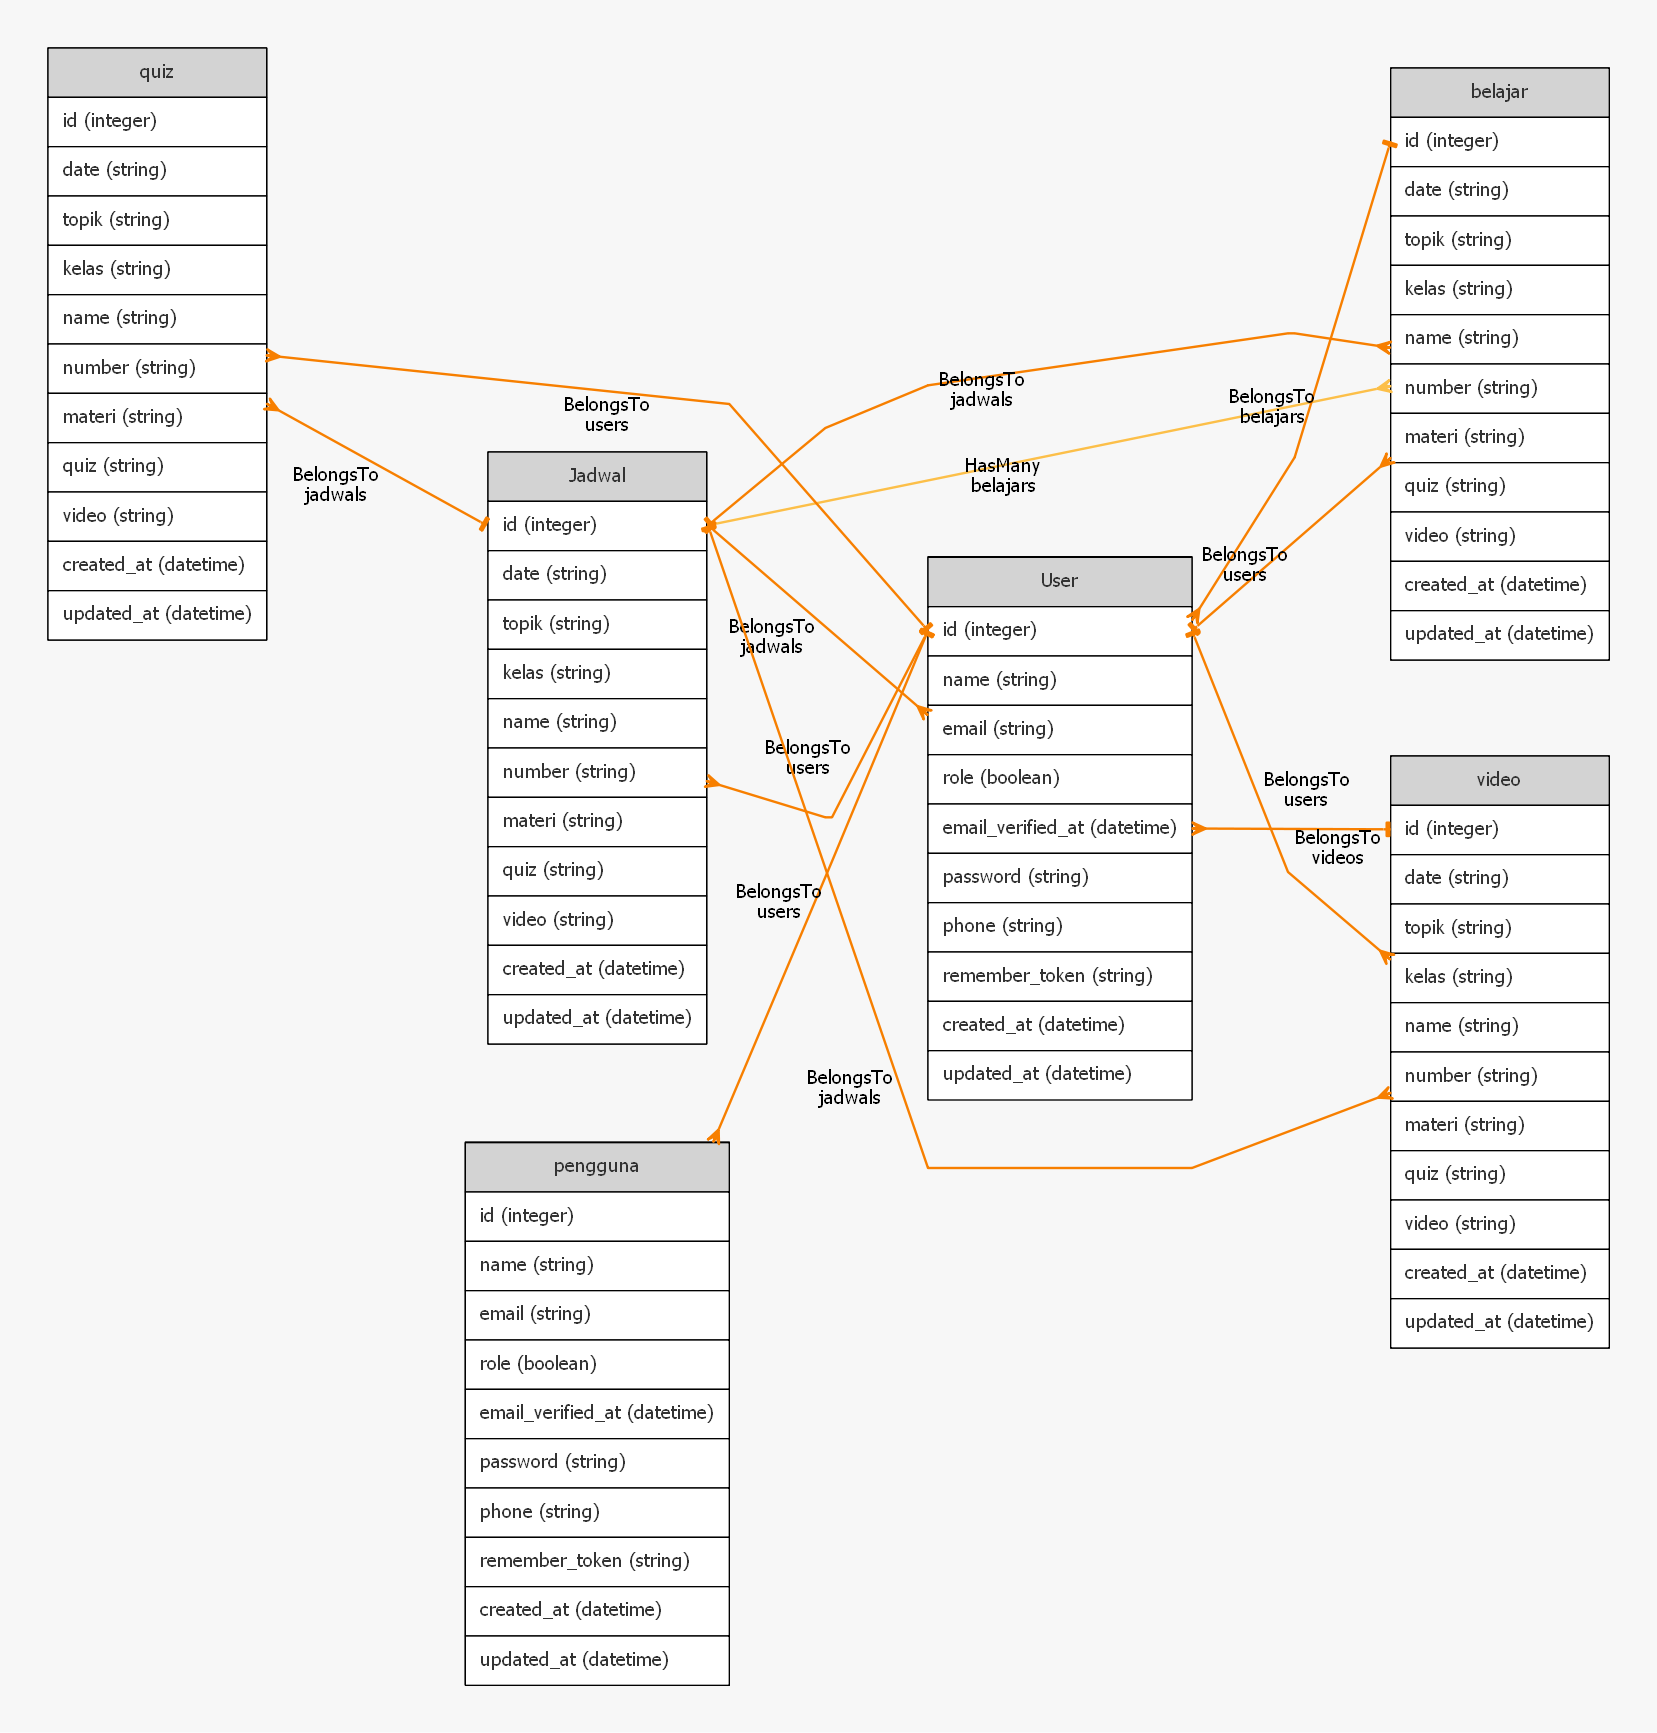 quiz
id (integer)
date (string)
topik (string)
kelas (string)
name (string)
number (string)
materi (string)
quiz (string)
video (string)
created_at (datetime)
updated_at (datetime)
BelongsTo
users
BelongsTo
jadwals
Jadwal
id (integer)
date (string)
topik (string)
kelas (string)
name (string)
number (string)
materi (string)
quiz (string)
video (string)
created_at (datetime)
updated_at (datetime)
BelongsTo
jadwals
HasMany
belajars
BelongsTo
belajars
BelongsTo
users
BelongsTo
jadwals
BelongsTo
users
BelongsTo
users
BelongsTo
jadwals
User
id (integer)
name (string)
email (string)
role (boolean)
email_verified_at (datetime)
password (string)
phone (string)
remember_token (string)
created_at (datetime)
updated_at (datetime)
BelongsTo
users
BelongsTo
videos
belajar
id (integer)
date (string)
topik (string)
kelas (string)
name (string)
number (string)
materi (string)
quiz (string)
video (string)
created_at (datetime)
updated_at (datetime)
video
id (integer)
date (string)
topik (string)
kelas (string)
name (string)
number (string)
materi (string)
quiz (string)
video (string)
created_at (datetime)
updated_at (datetime)
pengguna
id (integer)
name (string)
email (string)
role (boolean)
email_verified_at (datetime)
password (string)
phone (string)
remember_token (string)
created_at (datetime)
updated_at (datetime)